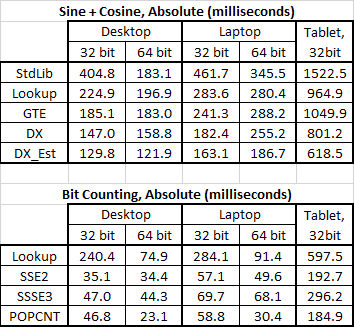 Sine + Cosine, Absolute (milliseconds)
Desktop Laptop Tablet,
32 bit 64 bit 32 bit 64 bit 32bit
StdLib 404.8 183.1 461.7 345.5 1522.5
Lookup 224.9 196.9 283.6 280.4 964.9
GTE 185.1 183.0 241.3 288.2 1049.9
DX 147.0 158.8 182.4 255.2 801.2
DX_Est 129.8 121.9 163.1 186.7 618.5
Bit Counting, Absolute (milliseconds)
Desktop Laptop Tablet,
32 bit 64 bit 32 bit 64 bit 32bit
Lookup 240.4 74.9 284.1 91.4 597.5
SSE2 35.1 34.4 57.1 49.6 192.7
SSSE3 47.0 44.3 69.7 68.1 296.2
POPCNT 46.8 23.1 58.8 30.4 184.9